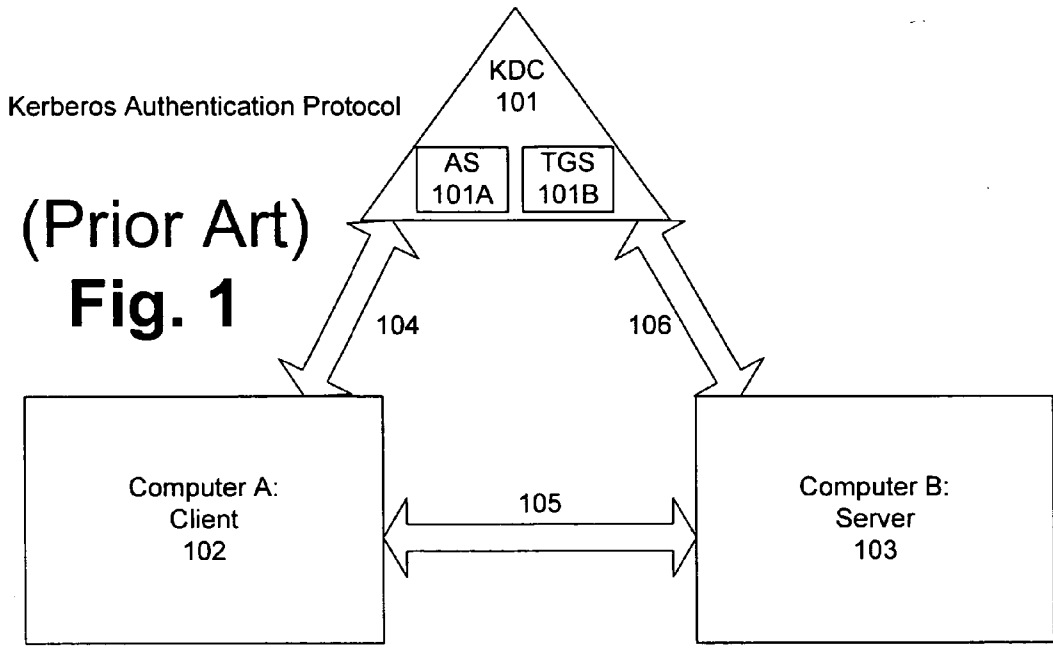 KDC
101
Kerberos Authentication Protocol
AS
101A
TGS
101B
(Prior Art)
Fig. 1
104
106
Computer A:
Client
102
105
Computer B:
Server
103